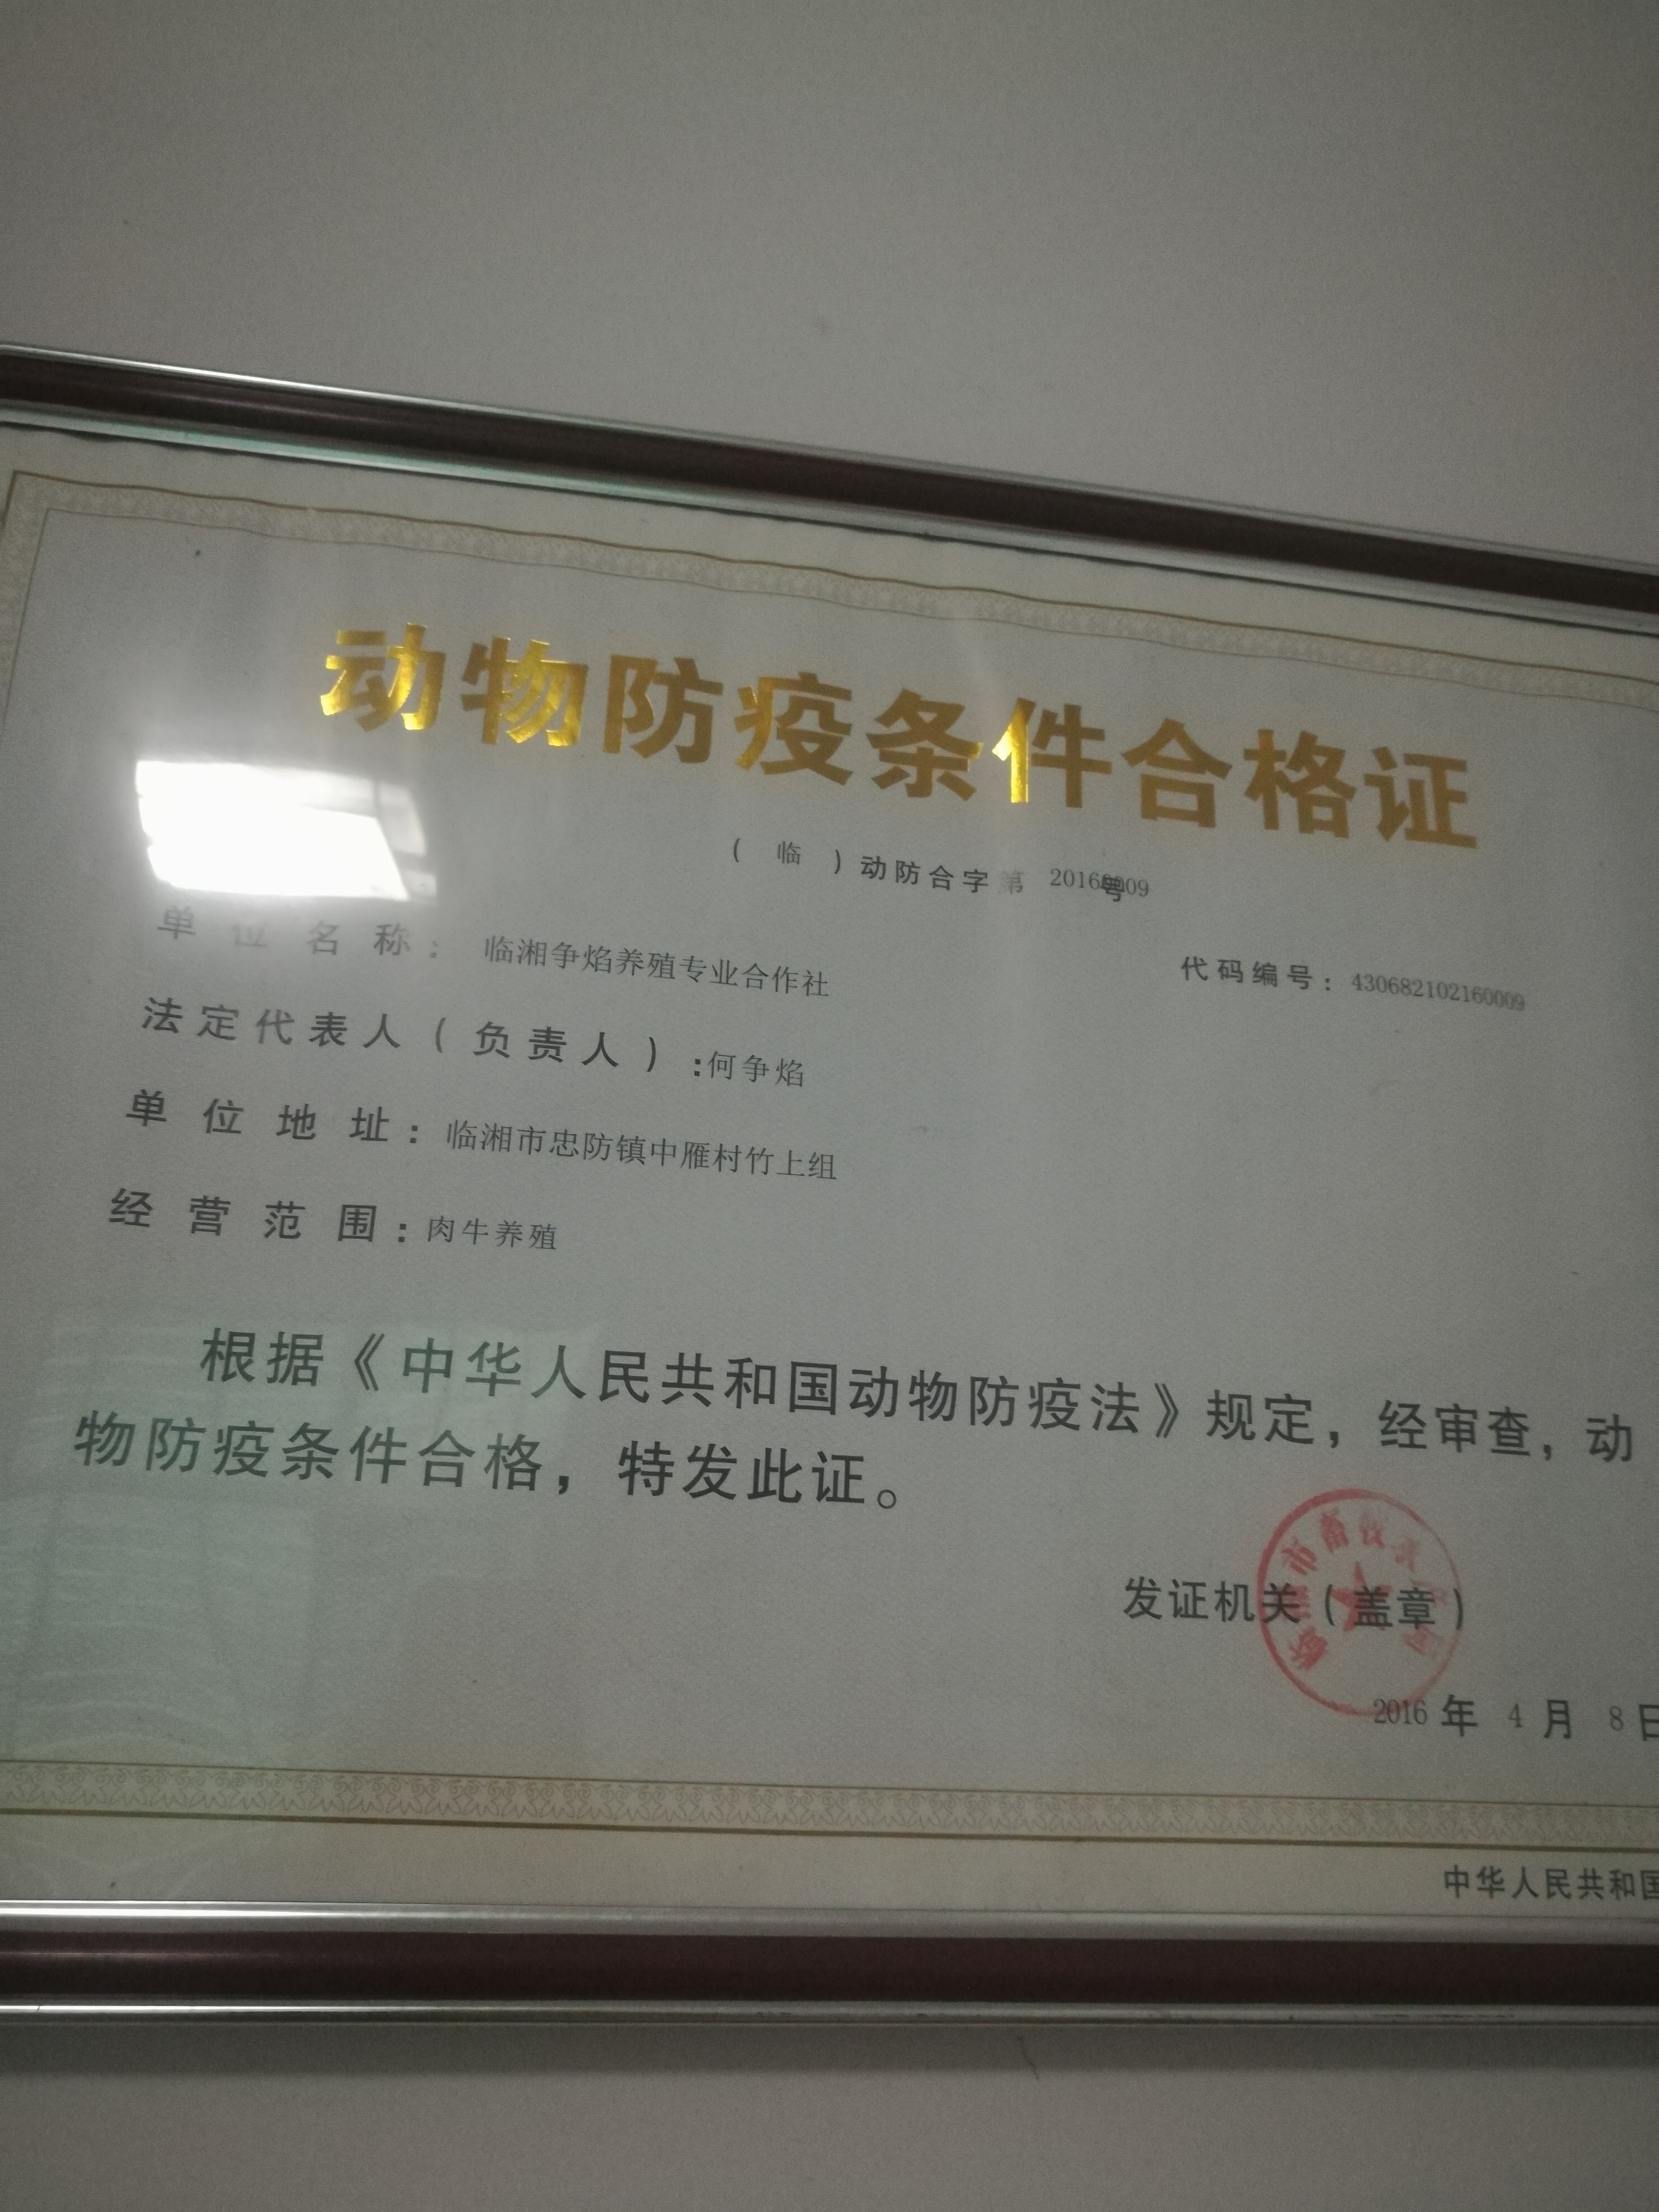 动物防疫条件合格证
（ 临 ）动防合字第 20160009 号
单位名称： 临湘争焰养殖专业合作社
代码编号：430682102160009
法定代表人（负责人）:何争焰
单位地址：临湘市忠防镇中雁村竹上组
经营范围：肉牛养殖
根据《中华人民共和国动物防疫法》规定，经审查，动
物防疫条件合格，特发此证。
发证机关（盖章）
2016 年 4 月 8 日
中华人民共和国